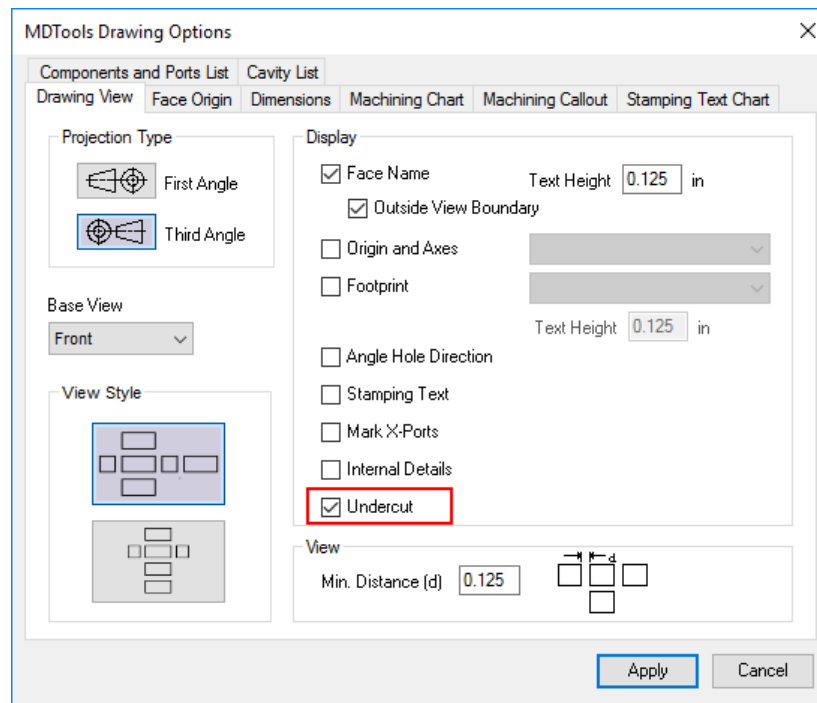 MDTools Drawing Options
Components and Ports List Cavity List
Drawing View Face Origin Dimensions Machining Chart Machining Callout Stamping Text Chart
Projection Type
First Angle
Third Angle
Base View
Front
View Style
Display
Face Name Text Height 0.125 in
Outside View Boundary
Origin and Axes
Footprint
Text Height 0.125 in
Angle Hole Direction
Stamping Text
Mark X-Ports
Internal Details
Undercut
View
Min. Distance (d) 0.125
d
Apply Cancel